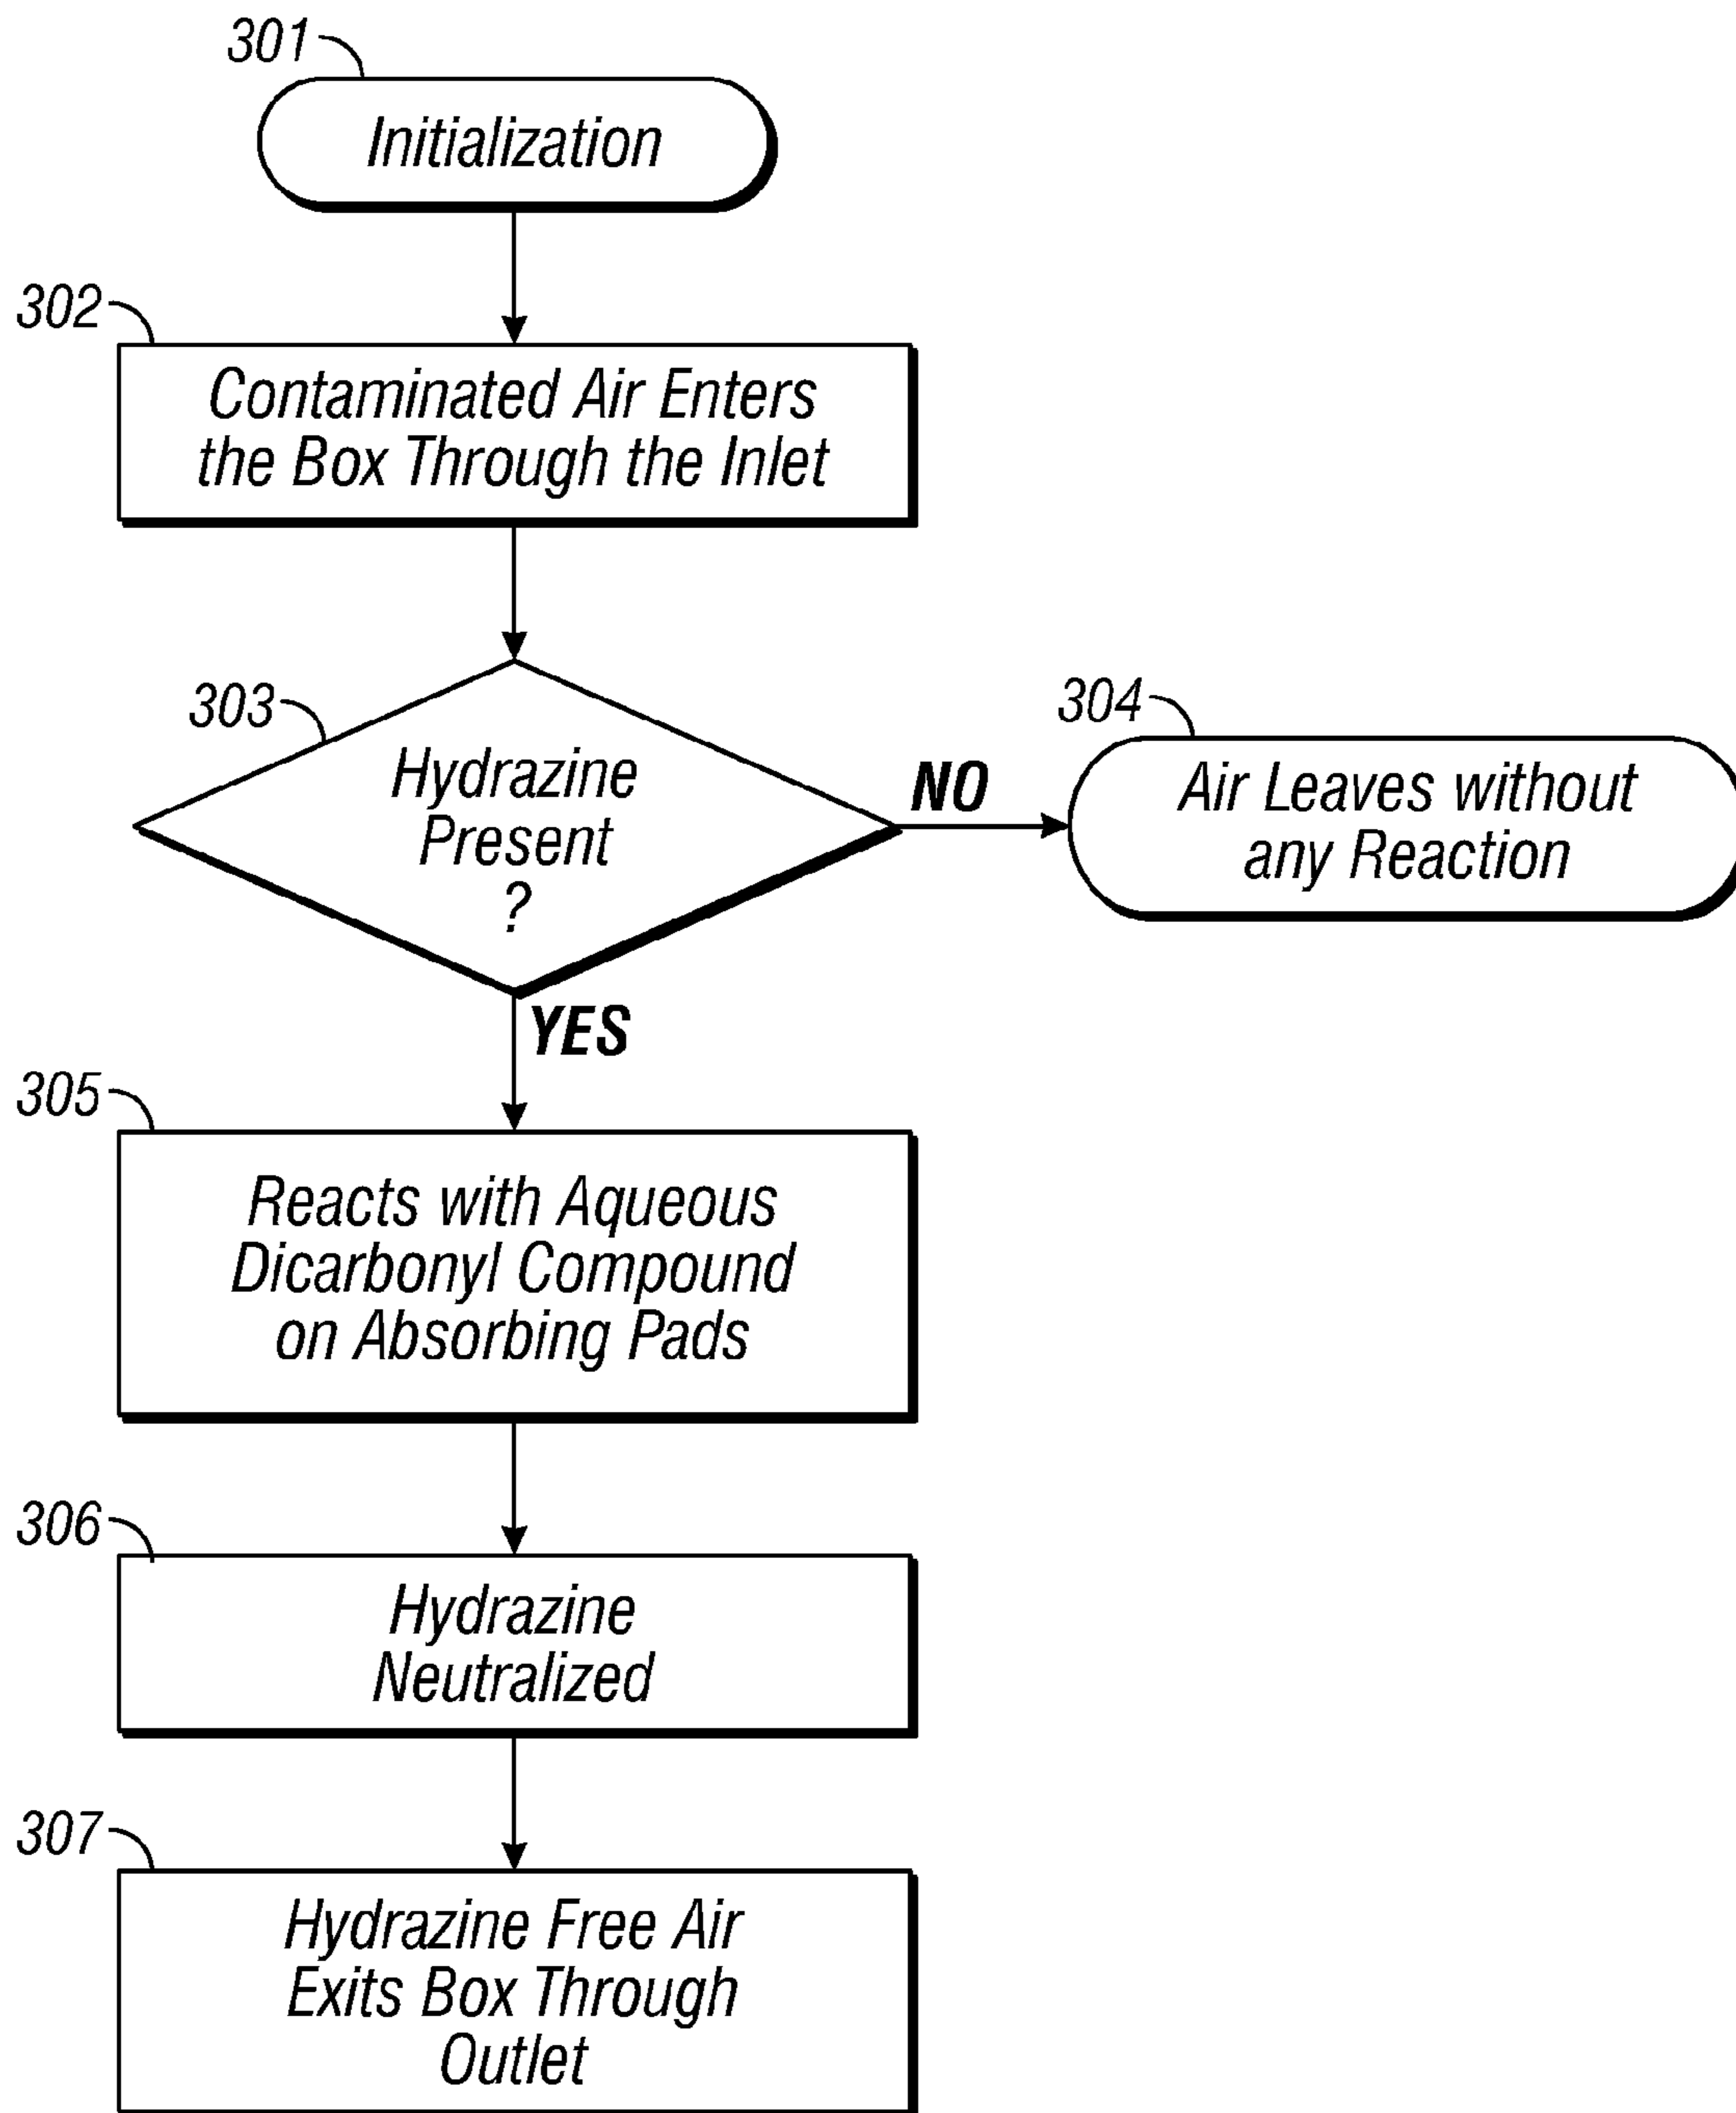 301
Initialization
302
Contaminated Air Enters
the Box Through the Inlet
303
Hydrazine
Present
?
NO
304
Air Leaves without
any Reaction
YES
305
Reacts with Aqueous
Dicarbonyl Compound
on Absorbing Pads
306
Hydrazine
Neutralized
307
Hydrazine Free Air
Exits Box Through
Outlet